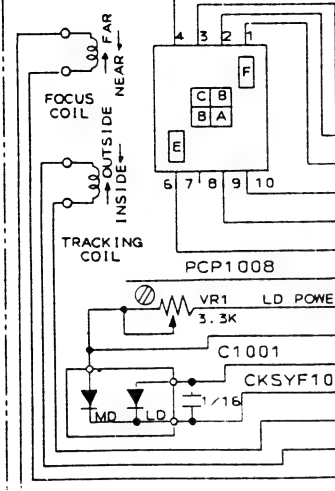 4 3 2 1
FAR
NEAR
F
FOCUS
COIL
C B
B A
E
OUTSIDE
INSIDE
6 7 8 9 10
TRACKING
COIL
PCP1008
VR1 LD POWE
3.3K
C1001
CKSYF10
1/16
MD LD